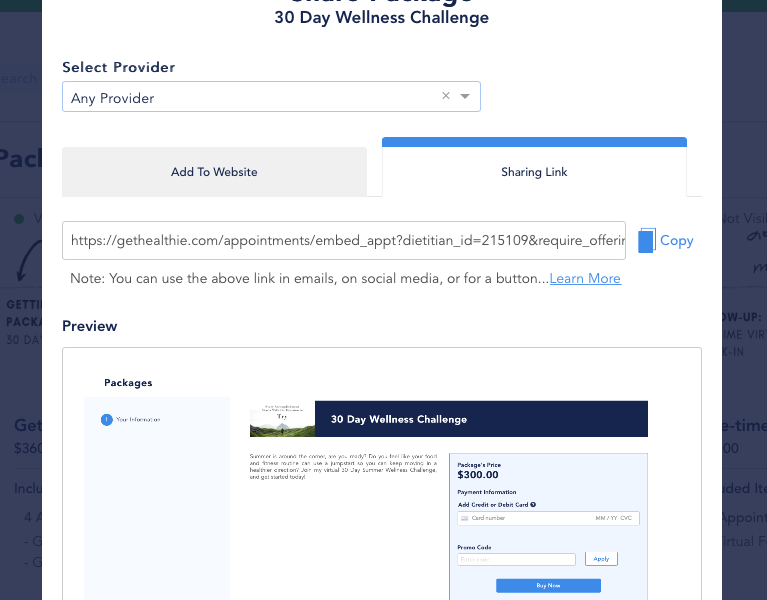 30 Day Wellness Challenge
Select Provider
Any Provider
Add To Website
Sharing Link
https://gethealthie.com/appointments/embed_appt?dietitian_id=215109&require_offerin
Copy
Note: You can use the above link in emails, on social media, or for a button...Learn More
Preview
Packages
1 Your Information
Try
30 Day Wellness Challenge
Summer is around the corner, are you ready? Do you feel like your food
and fitness routine can use a jumpstart so you can keep moving in a
healthier direction? Join my virtual 30 Day Summer Wellness Challenge,
and get started today!
Package's Price
$300.00
Payment Information
Add Credit or Debit Card
Card number
MM / YY CVC
Promo Code
Apply
Buy Now